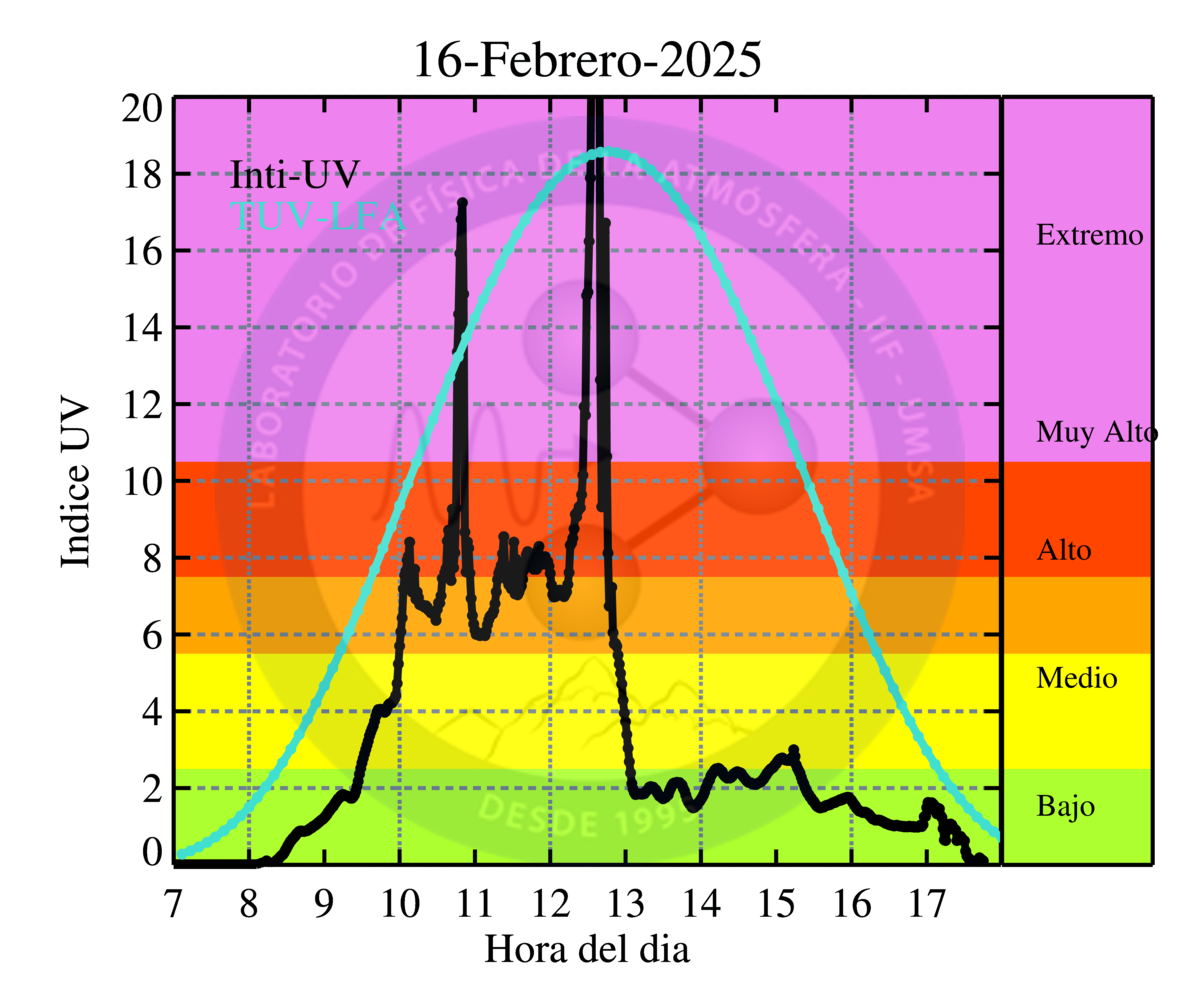 16-Febrero-2025
Indice UV
20
18
16
14
12
10
8
6
4
2
0
Inti-UV
TUV-LFA
LABORATORIO DE FÍSICA DE LA ATMÓSFERA - IIF - UMSA
DESDE 1995
Extremo
Muy Alto
Alto
Medio
Bajo
7 8 9 10 11 12 13 14 15 16 17
Hora del dia